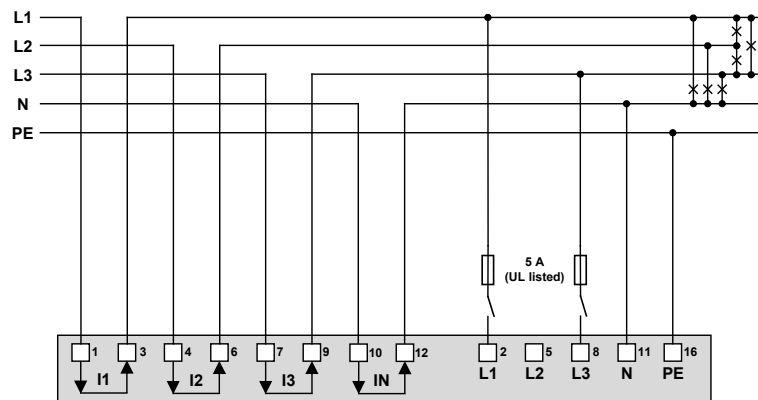 L1
L2
L3
N
PE
5 A
(UL listed)
1 3 4 6 7 9 10 12 2 5 8 11 16
I1 I2 I3 IN L1 L2 L3 N PE